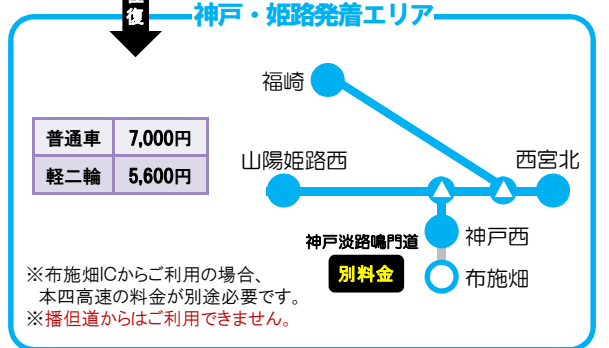 復
神戸・姫路発着エリア
福崎
普通車 7,000円
軽二輪 5,600円
山陽姫路西
西宮北
神戸淡路鳴門道
別料金
神戸西
布施畑
※布施畑ICからご利用の場合、
本四高速の料金が別途必要です。
※播但道からはご利用できません。